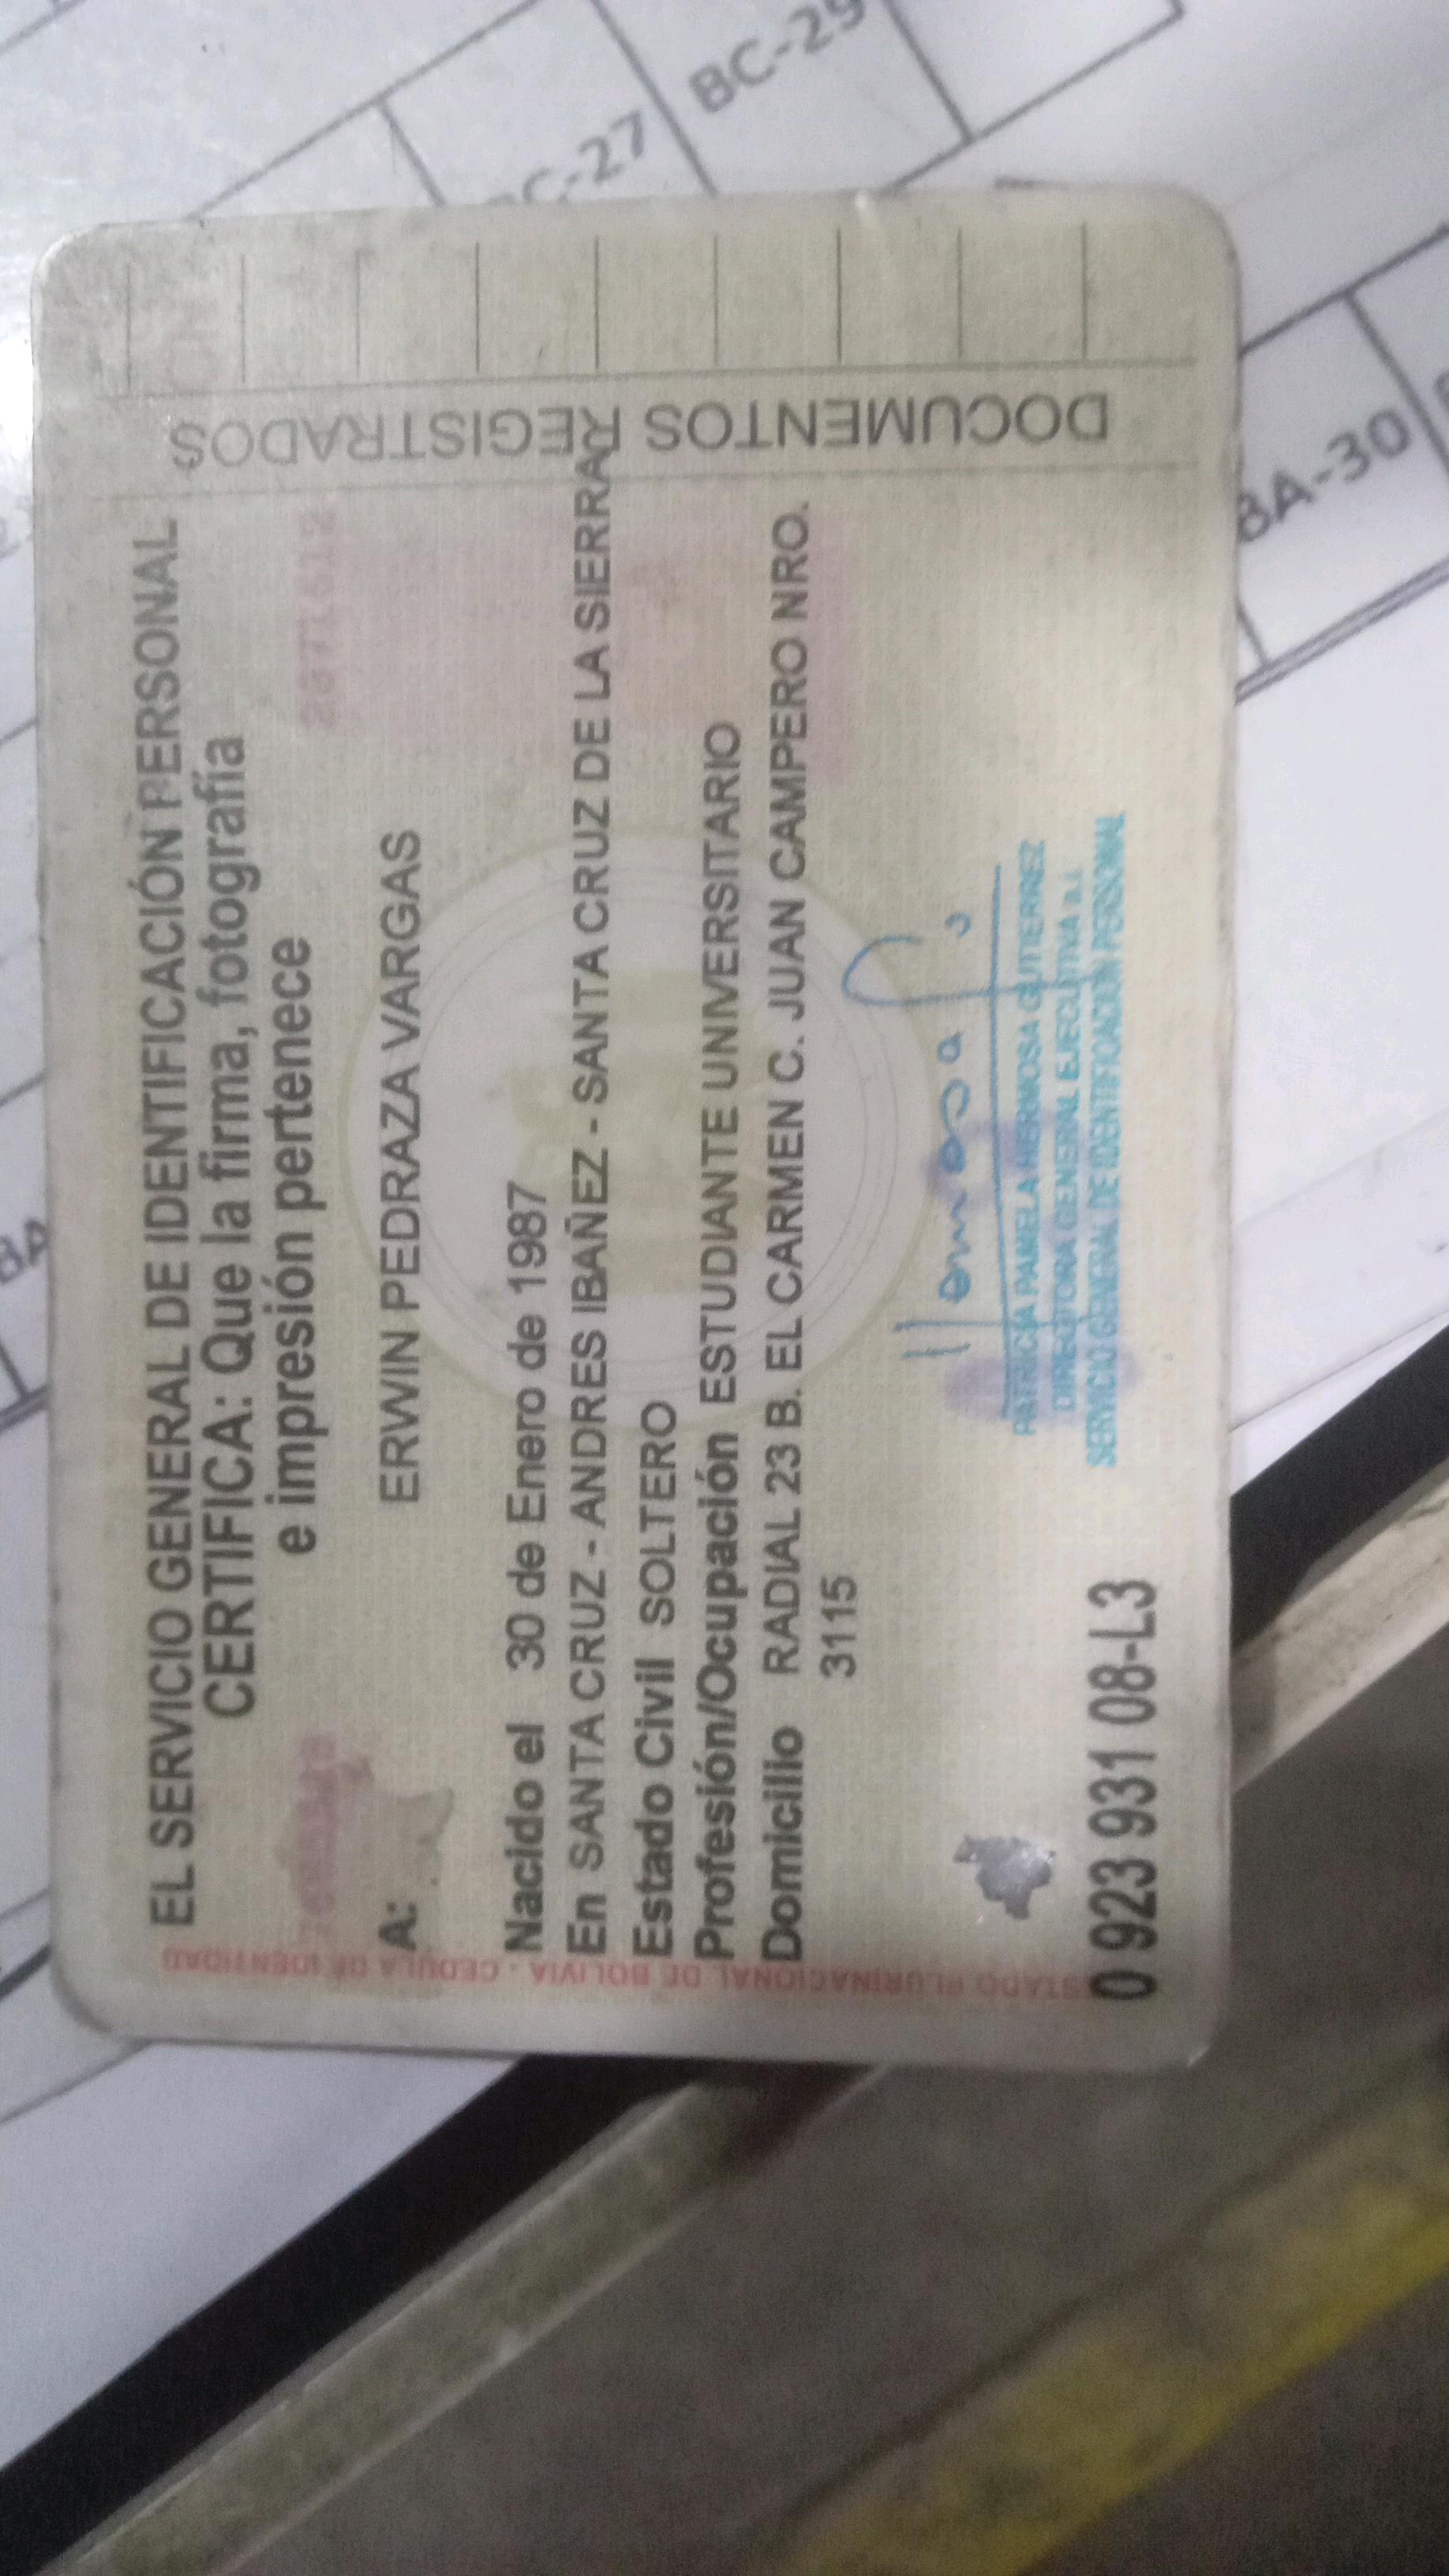 EL SERVICIO GENERAL DE IDENTIFICACIÓN PERSONAL
CERTIFICA: Que la firma, fotografía
e impresión pertenece
A: ERWIN PEDRAZA VARGAS
Nacido el 30 de Enero de 1987
En SANTA CRUZ - ANDRES IBAÑEZ - SANTA CRUZ DE LA SIERRA
Estado Civil SOLTERO
Profesión/Ocupación ESTUDIANTE UNIVERSITARIO
Domicilio RADIAL 23 B. EL CARMEN C. JUAN CAMPERO NRO.
3115
PATRICIA PAMELA HERMOSA GUTIERREZ
DIRECTORA GENERAL EJECUTIVA a.i.
SERVICIO GENERAL DE IDENTIFICACIÓN PERSONAL
0 923 931 08-L3
DOCUMENTOS REGISTRADOS
ESTADO PLURINACIONAL DE BOLIVIA - CEDULA DE IDENTIDAD
BC-29
BA-30